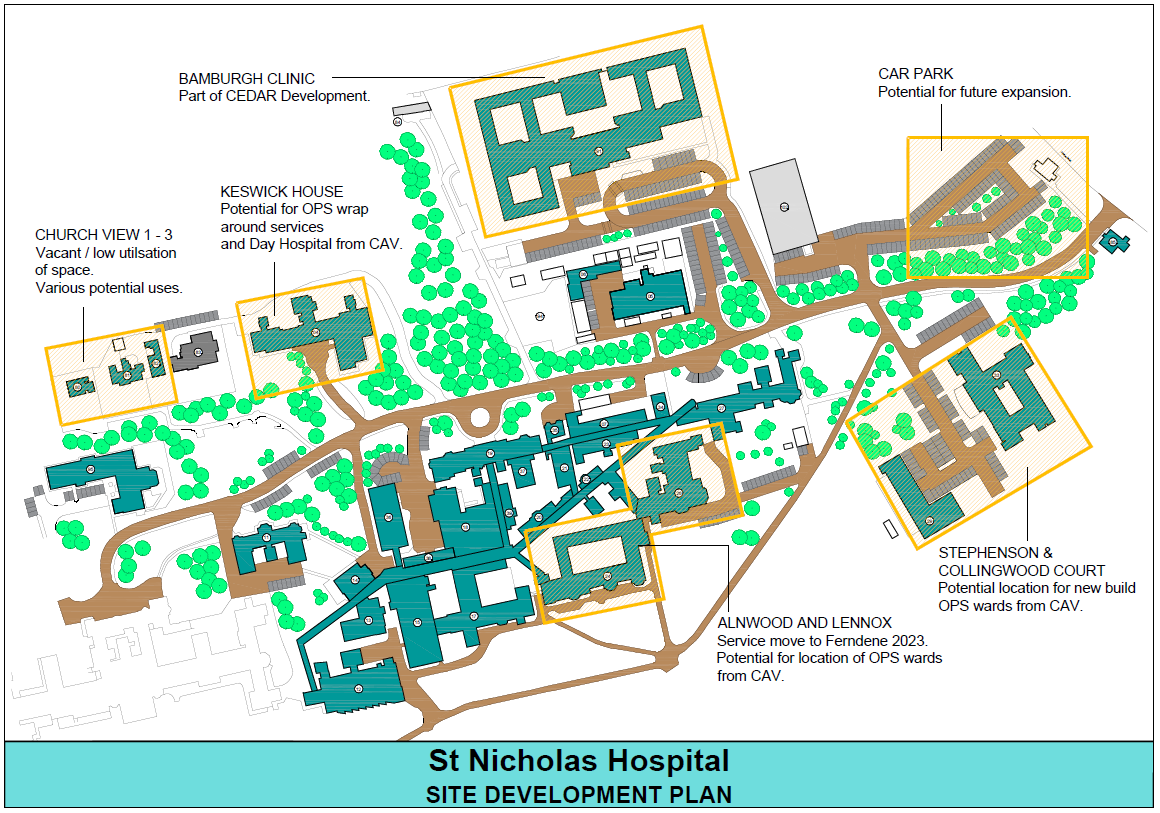 BAMBURGH CLINIC
Part of CEDAR Development.
CAR PARK
Potential for future expansion.
KESWICK HOUSE
Potential for OPS wrap
around services
and Day Hospital from CAV.
CHURCH VIEW 1 - 3
Vacant / low utilsation
of space.
Various potential uses.
STEPHENSON &
COLLINGWOOD COURT
Potential location for new build
OPS wards from CAV.
ALNWOOD AND LENNOX
Service move to Ferndene 2023.
Potential for location of OPS wards
from CAV.
St Nicholas Hospital
SITE DEVELOPMENT PLAN